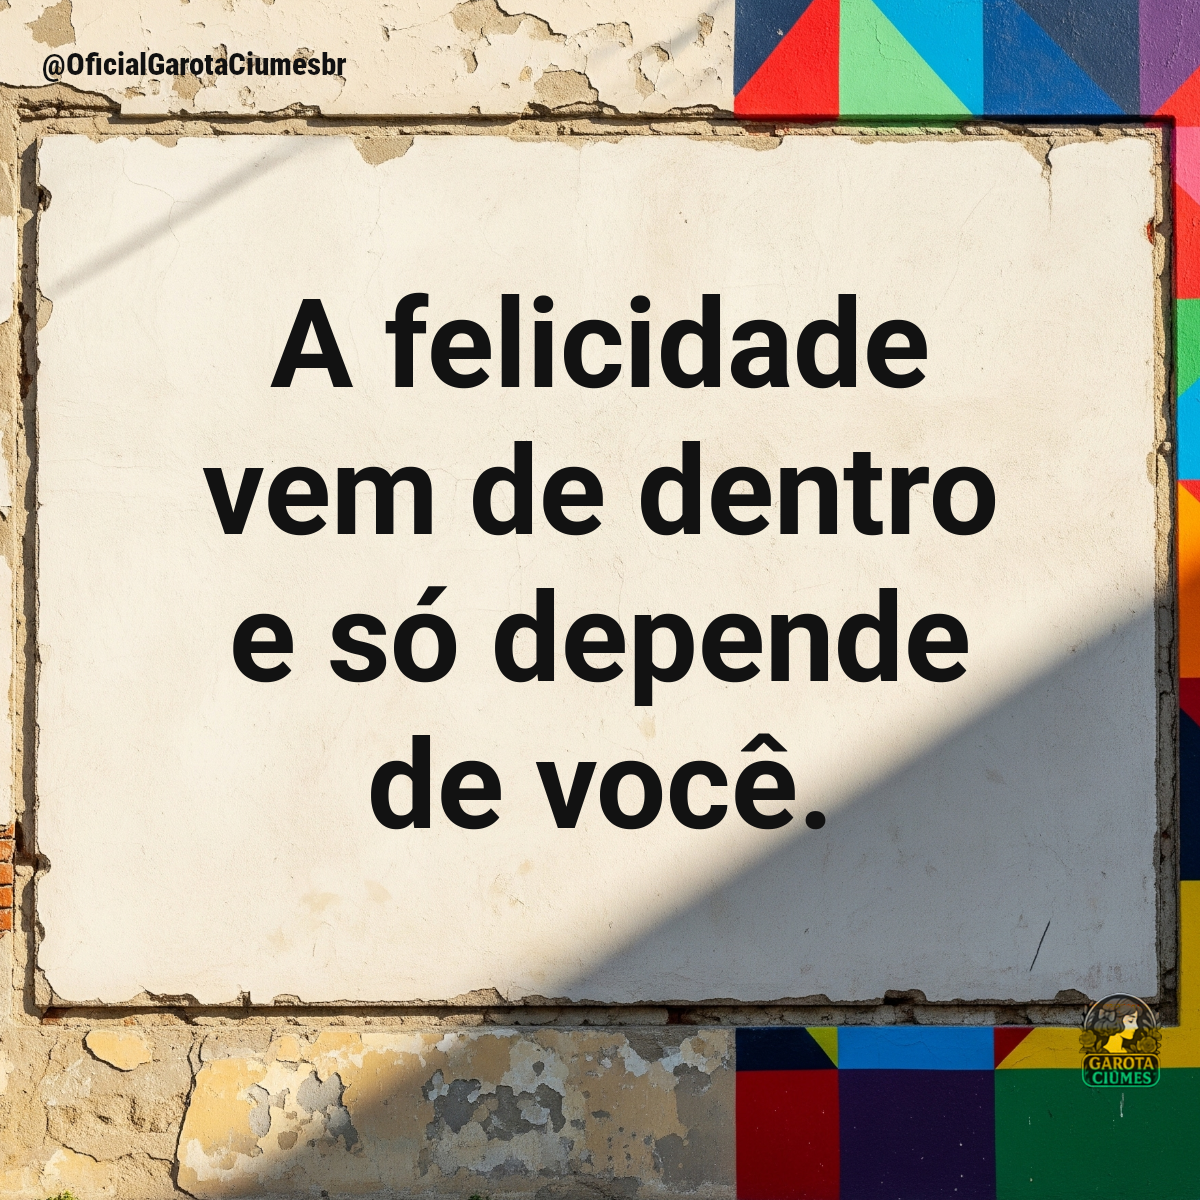 @OficialGarotaCiumesbr
A felicidade
vem de dentro
e só depende
de você.
GAROTA
CIÚMES